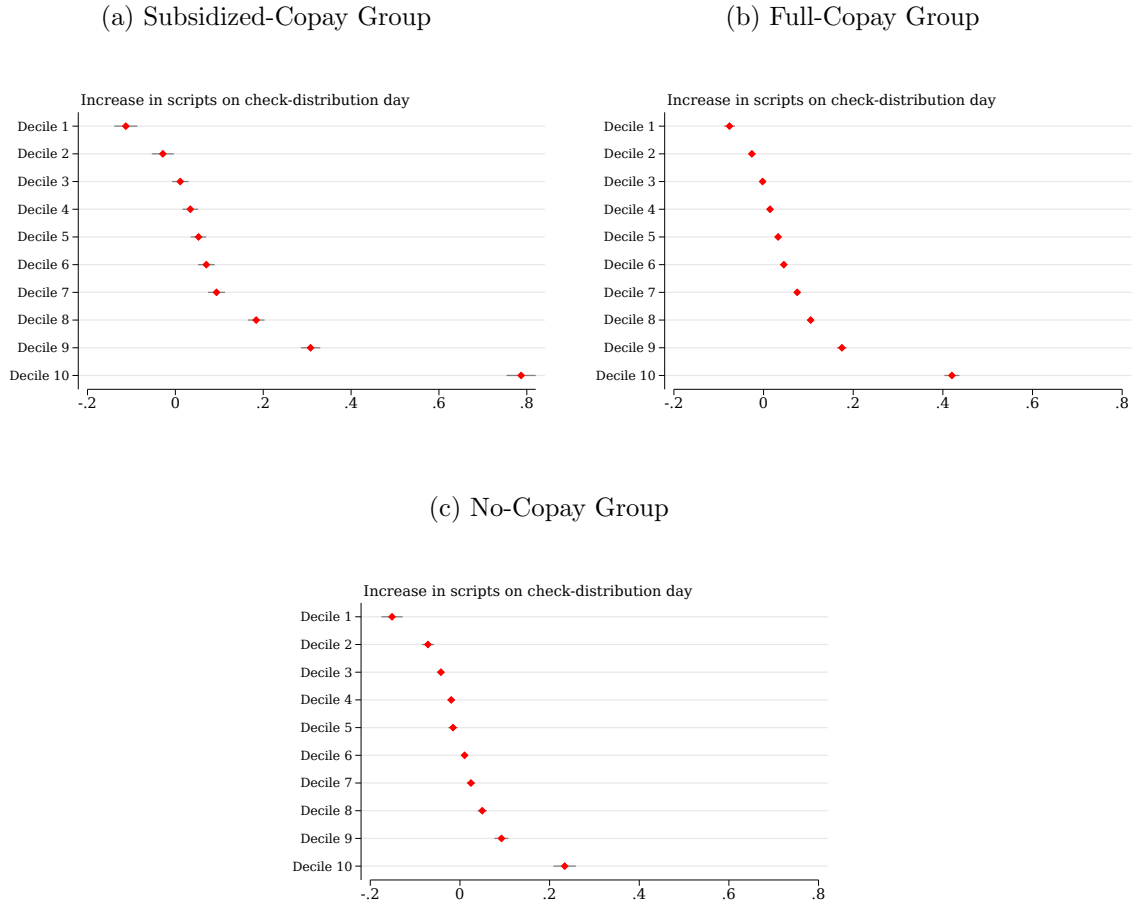 (a) Subsidized-Copay Group
Increase in scripts on check-distribution day
Decile 1
Decile 2
Decile 3
Decile 4
Decile 5
Decile 6
Decile 7
Decile 8
Decile 9
Decile 10
-.2 0 .2 .4 .6 .8
(b) Full-Copay Group
Increase in scripts on check-distribution day
Decile 1
Decile 2
Decile 3
Decile 4
Decile 5
Decile 6
Decile 7
Decile 8
Decile 9
Decile 10
-.2 0 .2 .4 .6 .8
(c) No-Copay Group
Increase in scripts on check-distribution day
Decile 1
Decile 2
Decile 3
Decile 4
Decile 5
Decile 6
Decile 7
Decile 8
Decile 9
Decile 10
-.2 0 .2 .4 .6 .8